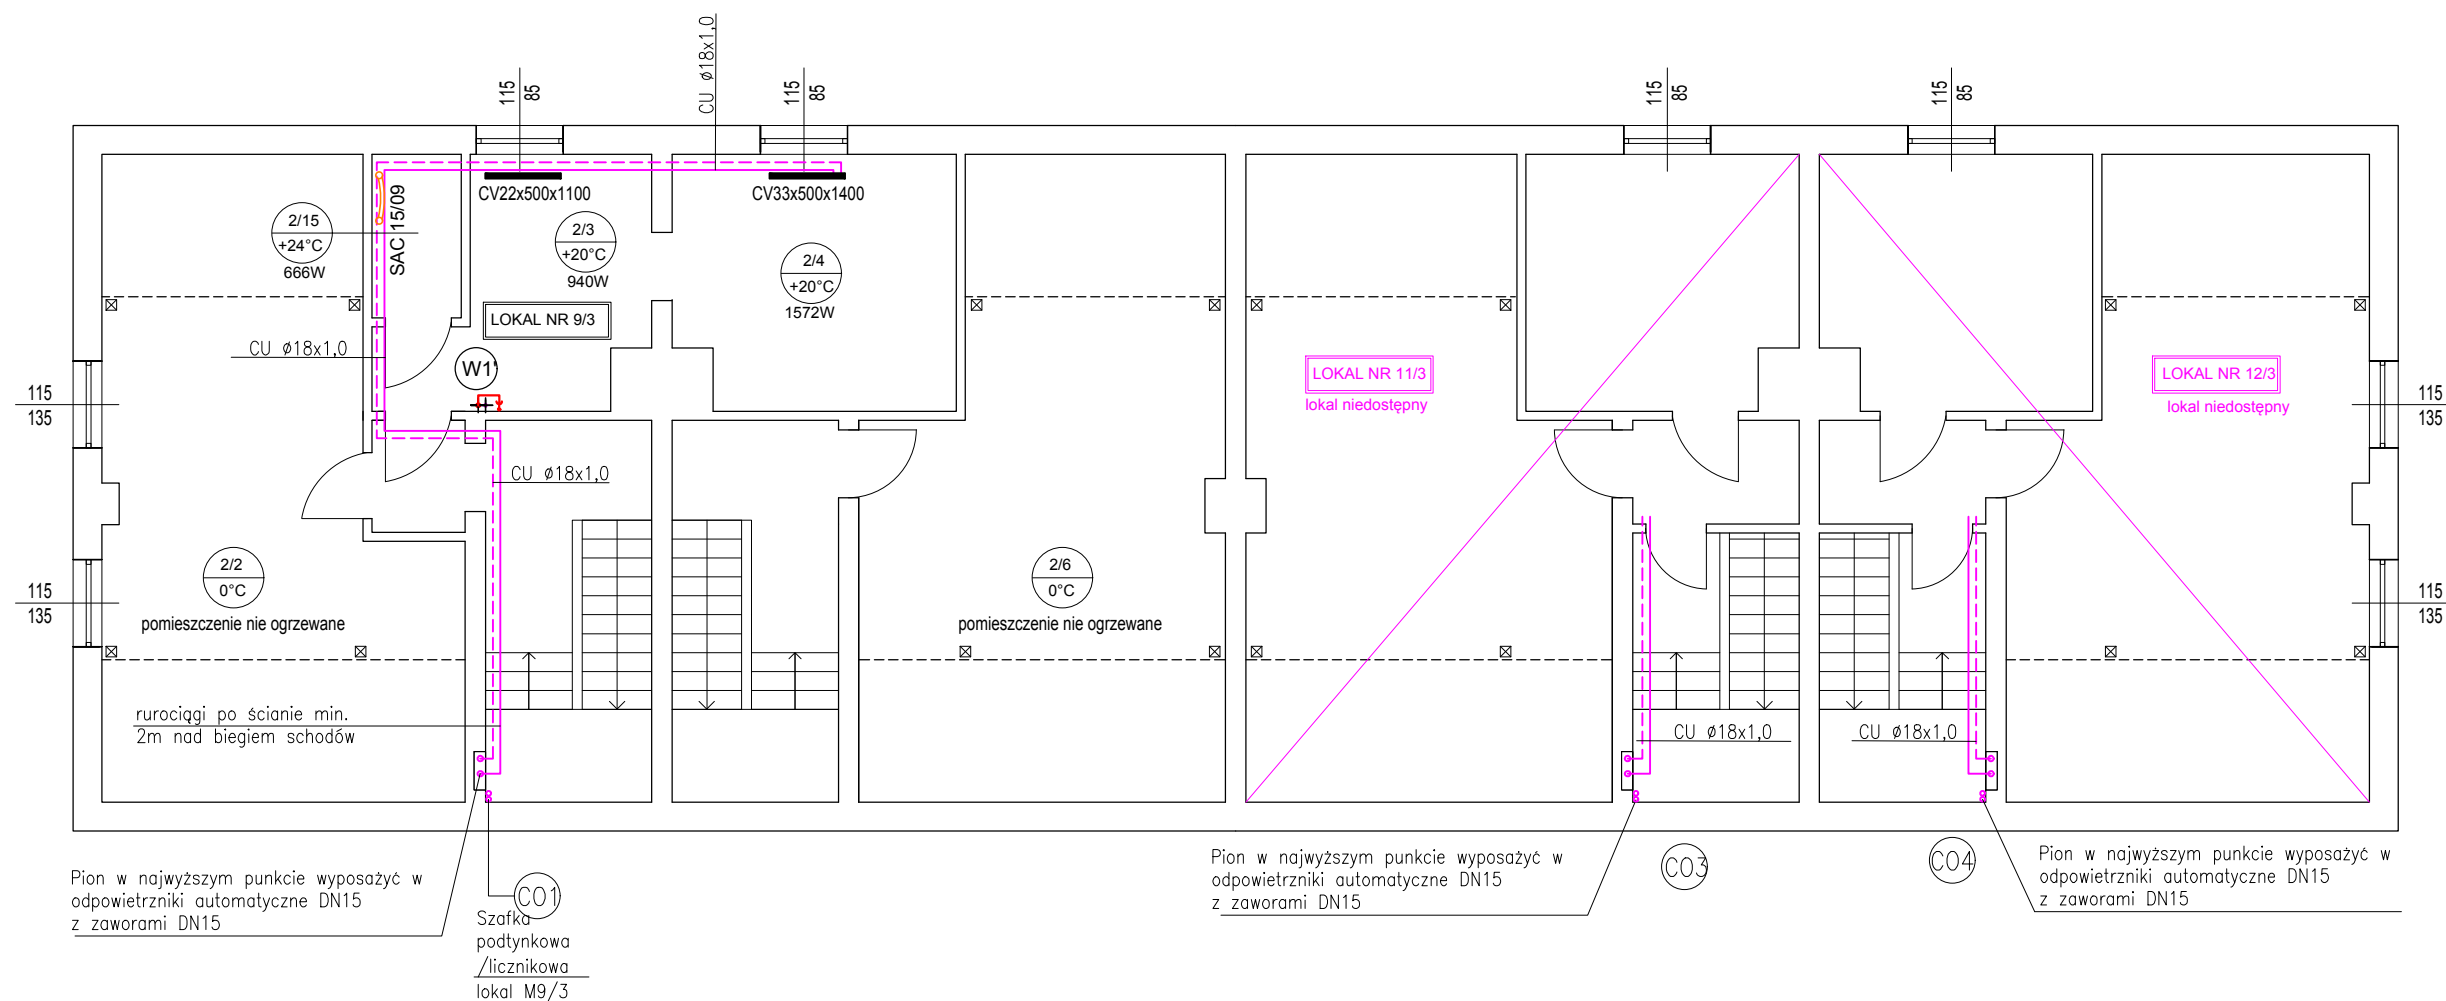 CU ø18x1,0
115
85
115
85
115
85
115
85
CV22x500x1100
CV33x500x1400
SAC 15/09
2/15
+24°C
666W
2/3
+20°C
940W
2/4
+20°C
1572W
LOKAL NR 9/3
CU ø18x1,0
W1'
115
135
LOKAL NR 11/3
lokal niedostępny
LOKAL NR 12/3
lokal niedostępny
115
135
CU ø18x1,0
2/2
0°C
pomieszczenie nie ogrzewane
2/6
0°C
pomieszczenie nie ogrzewane
115
135
115
135
rurociągi po ścianie min.
2m nad biegiem schodów
CU ø18x1,0
CU ø18x1,0
Pion w najwyższym punkcie wyposażyć w
odpowietrzniki automatyczne DN15
z zaworami DN15
CO1
Szafka
podtynkowa
/licznikowa
lokal M9/3
Pion w najwyższym punkcie wyposażyć w
odpowietrzniki automatyczne DN15
z zaworami DN15
CO3
CO4
Pion w najwyższym punkcie wyposażyć w
odpowietrzniki automatyczne DN15
z zaworami DN15